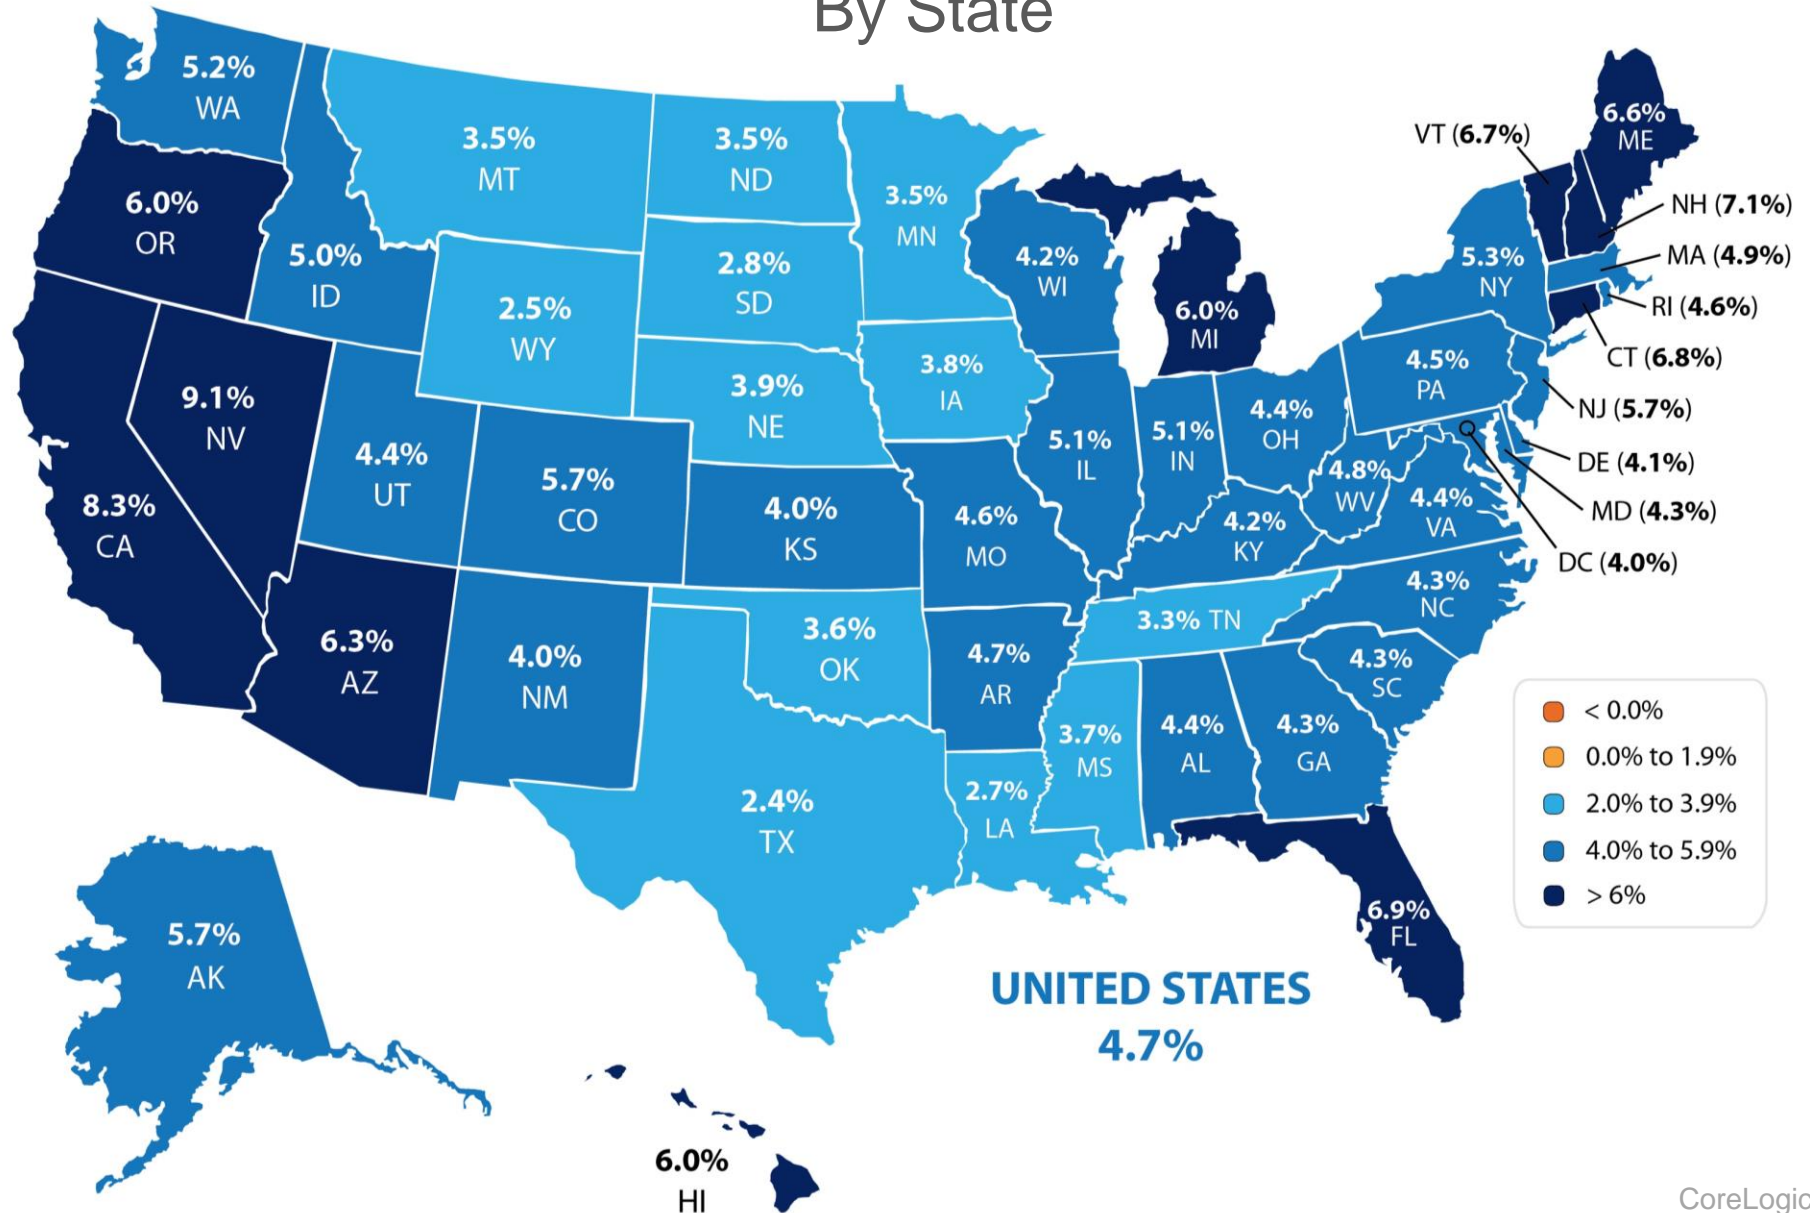 By State
5.2%
WA
6.0%
OR
5.0%
ID
3.5%
MT
3.5%
ND
3.5%
MN
2.5%
WY
2.8%
SD
4.2%
WI
6.0%
MI
VT (6.7%)
6.6%
ME
NH (7.1%)
MA (4.9%)
5.3%
NY
RI (4.6%)
CT (6.8%)
8.3%
CA
9.1%
NV
4.4%
UT
5.7%
CO
3.9%
NE
3.8%
IA
5.1%
IL
5.1%
IN
4.4%
OH
4.5%
PA
NJ (5.7%)
DE (4.1%)
MD (4.3%)
DC (4.0%)
4.8%
WV
4.4%
VA
4.0%
KS
4.6%
MO
4.2%
KY
4.3%
NC
6.3%
AZ
4.0%
NM
3.6%
OK
4.7%
AR
3.3% TN
4.3%
SC
2.4%
TX
2.7%
LA
3.7%
MS
4.4%
AL
4.3%
GA
6.9%
FL
< 0.0%
0.0% to 1.9%
2.0% to 3.9%
4.0% to 5.9%
> 6%
5.7%
AK
6.0%
HI
UNITED STATES
4.7%
CoreLogic